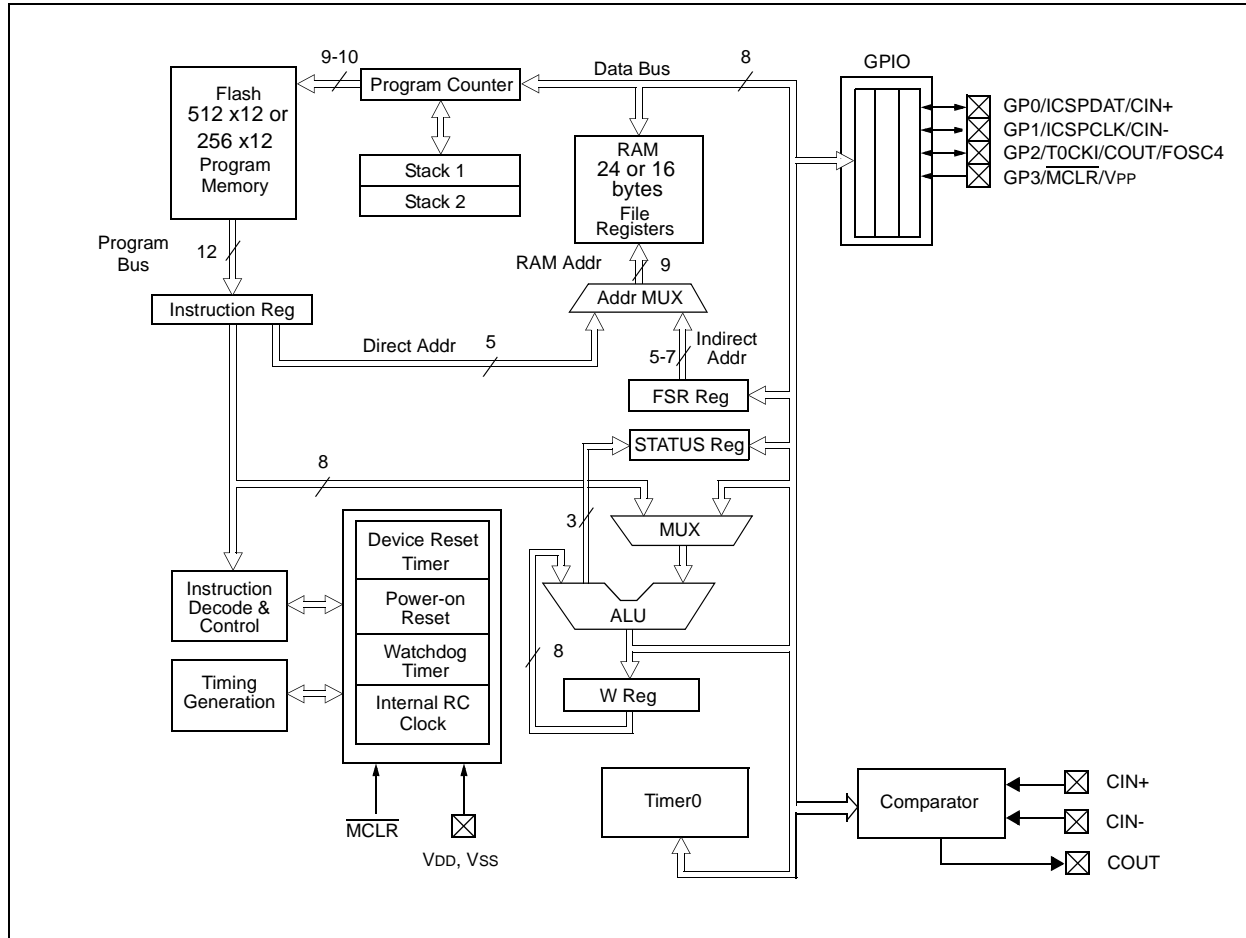 9-10
Program Counter
Data Bus
8
GPIO
Flash
512 x12 or
256 x12
Program
Memory
Stack 1
Stack 2
RAM
24 or 16
bytes
File
Registers
GP0/ICSPDAT/CIN+
GP1/ICSPCLK/CIN-
GP2/T0CKI/COUT/FOSC4
GP3/MCLR/VPP
Program
Bus
12
RAM Addr
9
Instruction Reg
Addr MUX
Direct Addr
5
5-7
Indirect
Addr
FSR Reg
STATUS Reg
8
3
MUX
Device Reset
Timer
Instruction
Decode &
Control
Power-on
Reset
ALU
Watchdog
Timer
8
Timing
Generation
Internal RC
Clock
W Reg
Timer0
Comparator
CIN+
CIN-
COUT
MCLR
VDD, VSS